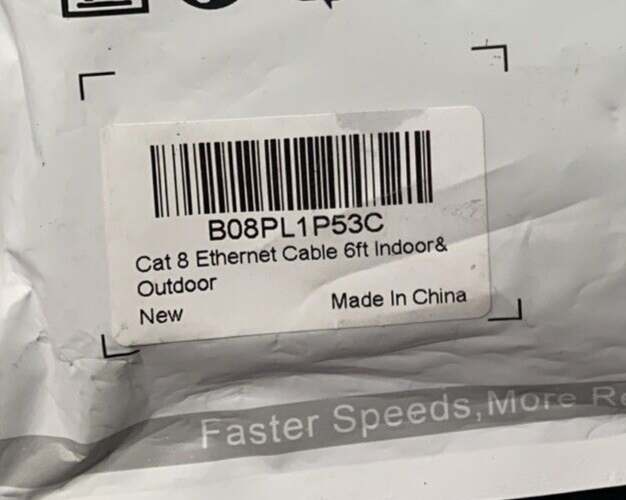 B08PL1P53C
Cat 8 Ethernet Cable 6ft Indoor&
Outdoor
New Made In China
Faster Speeds, More